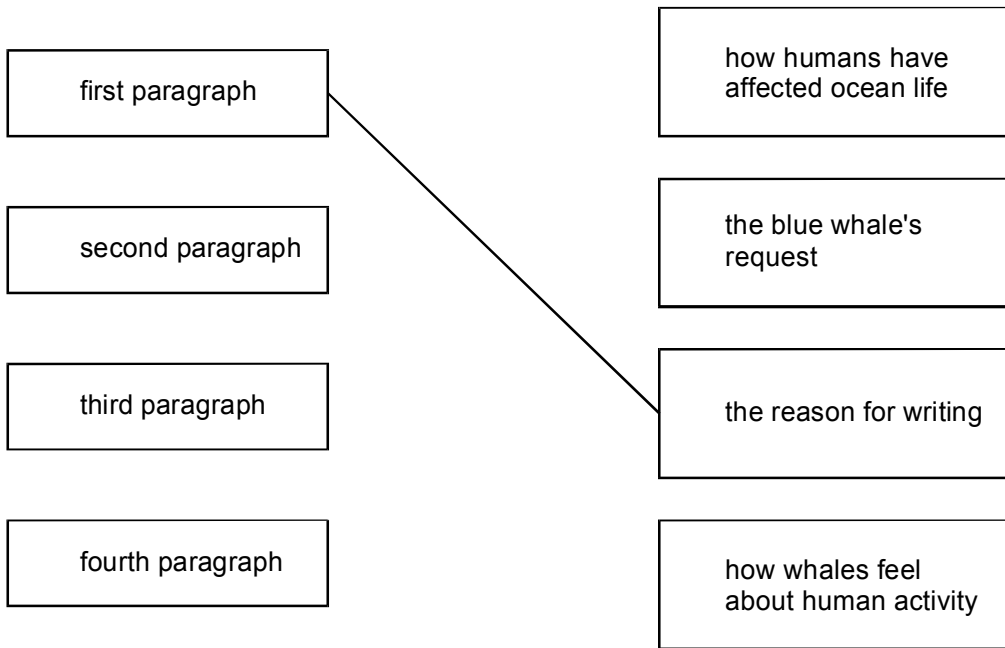 first paragraph
second paragraph
third paragraph
fourth paragraph
how humans have
affected ocean life
the blue whale's
request
the reason for writing
how whales feel
about human activity